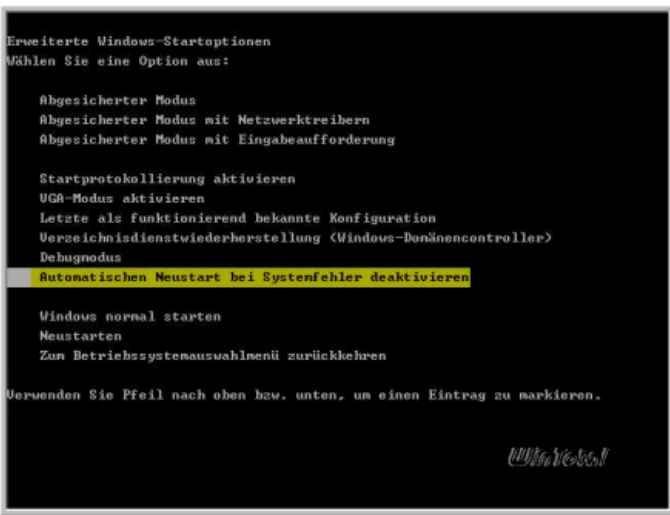 Erweiterte Windows-Startoptionen
Wählen Sie eine Option aus:
Abgesicherter Modus
Abgesicherter Modus mit Netzwerktreibern
Abgesicherter Modus mit Eingabeaufforderung
Startprotokollierung aktivieren
VGA-Modus aktivieren
Letzte als funktionierend bekannte Konfiguration
Verzeichnisdienstwiederherstellung (Windows-Domänencontroller)
Debugmodus
Automatischen Neustart bei Systemfehler deaktivieren
Windows normal starten
Neustarten
Zum Betriebssystemauswahlmenü zurückkehren
Verwenden Sie Pfeil nach oben bzw. unten, um einen Eintrag zu markieren.